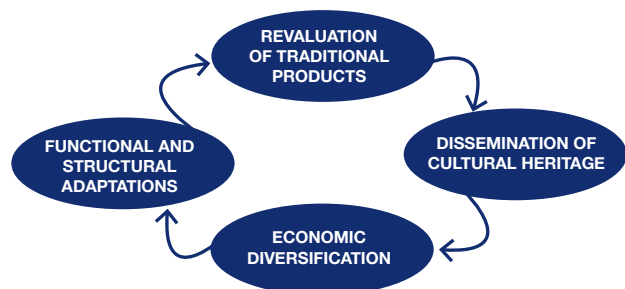 REVALUATION
OF TRADITIONAL
PRODUCTS
DISSEMINATION OF
CULTURAL HERITAGE
ECONOMIC
DIVERSIFICATION
FUNCTIONAL AND
STRUCTURAL
ADAPTATIONS